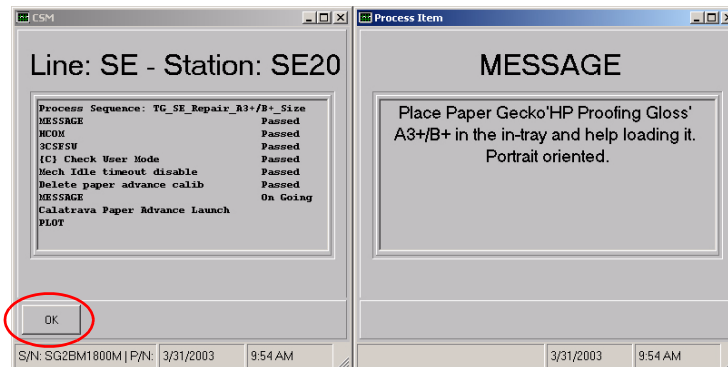 CSM
Line: SE - Station: SE20
Process Sequence: TG_SE_Repair_A3+/B+_Size
MESSAGE Passed
NCOM Passed
3CSFSU Passed
{C} Check User Mode Passed
Mech Idle timeout disable Passed
Delete paper advance calib Passed
MESSAGE On Going
Calatrava Paper Advance Launch
PLOT
OK
S/N: SG2BM1800M | P/N: 3/31/2003 9:54 AM
Process Item
MESSAGE
Place Paper Gecko'HP Proofing Gloss'
A3+/B+ in the in-tray and help loading it.
Portrait oriented.
3/31/2003 9:54 AM